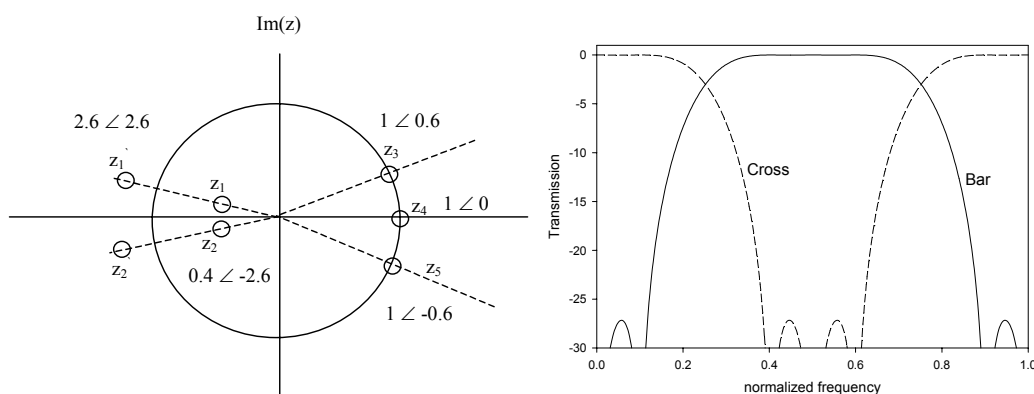 Im(z)
2.6 ∠ 2.6
1 ∠ 0.6
z1
z3
z1
z4
1 ∠ 0
z2
z2
z5
0.4 ∠ -2.6
1 ∠ -0.6
Transmission
0
-5
-10
-15
-20
-25
-30
Cross
Bar
0.0
0.2
0.4
0.6
0.8
1.0
normalized frequency